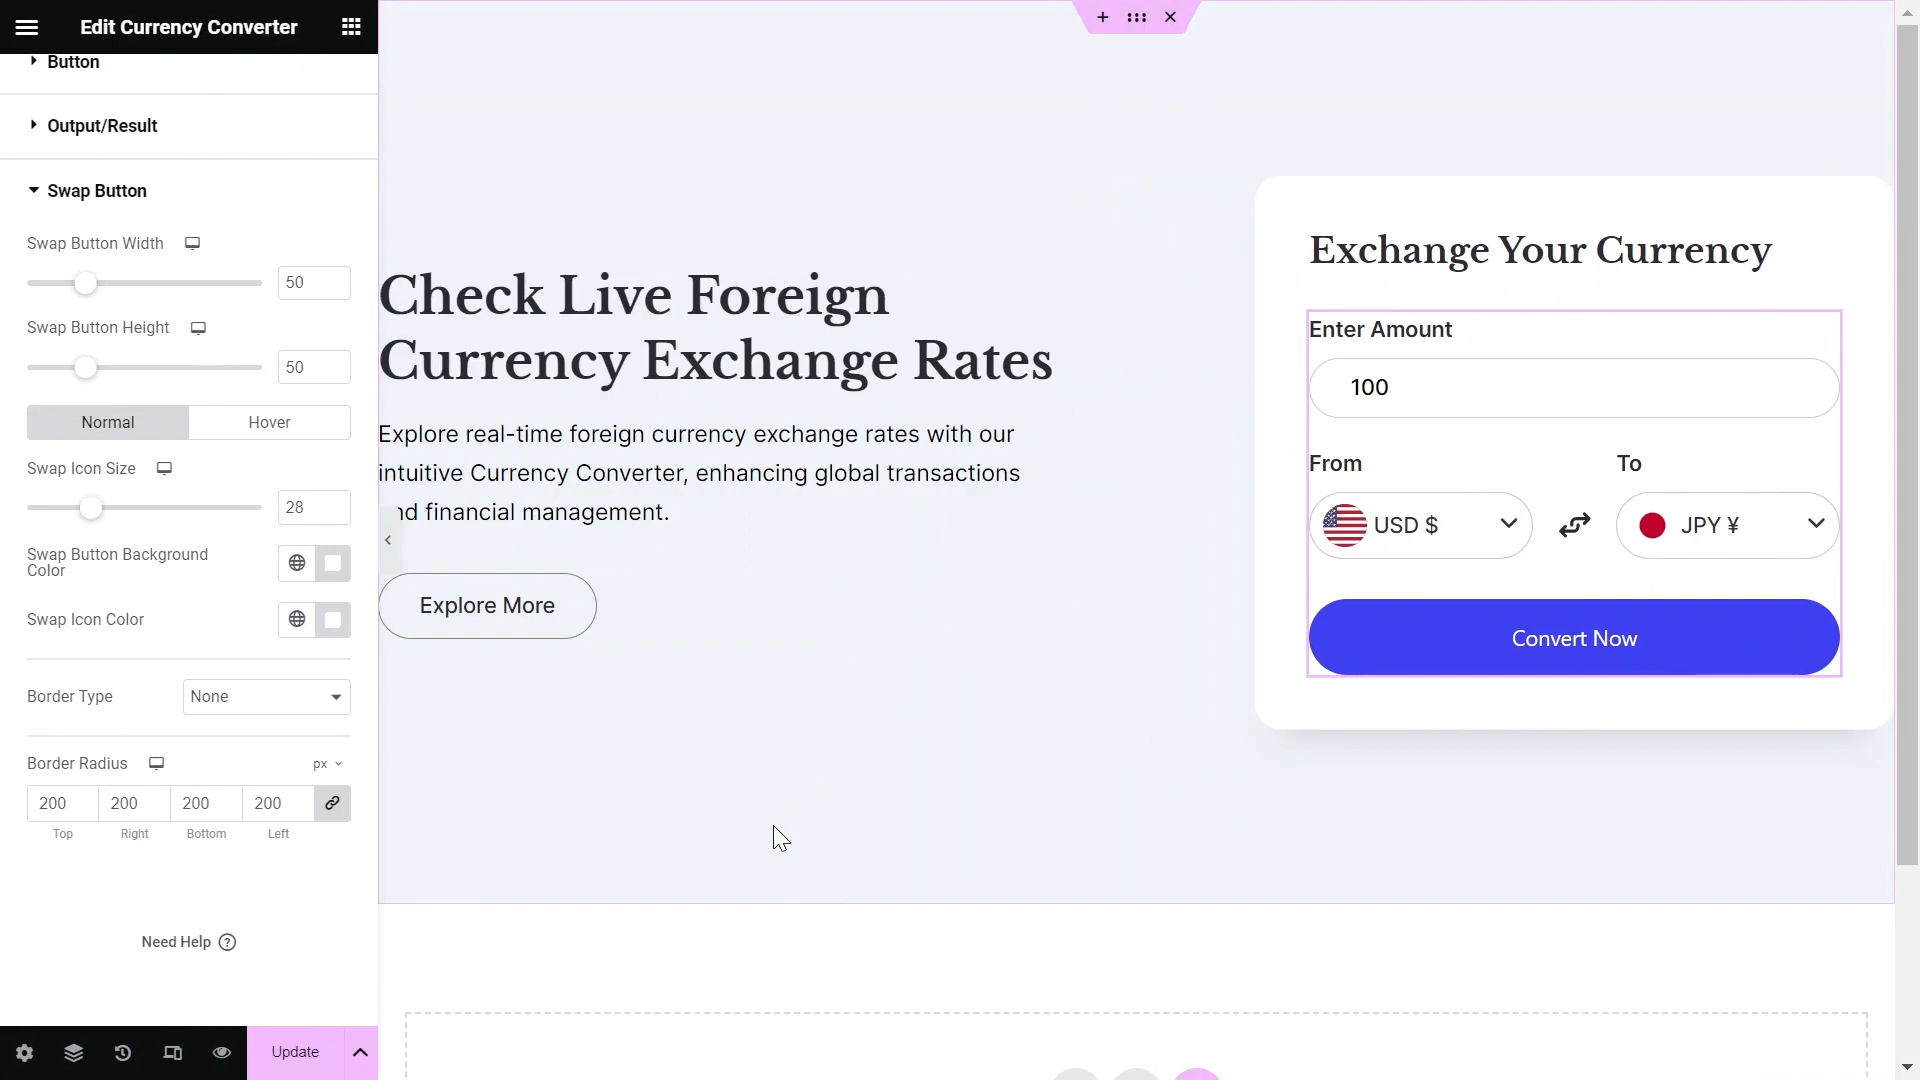 Edit Currency Converter
Button
Output/Result
Swap Button
Swap Button Width
50
Swap Button Height
50
Normal
Hover
Swap Icon Size
28
Swap Button Background
Color
Swap Icon Color
Border Type
None
Border Radius
px
200
200
200
200
Top
Right
Bottom
Left
Need Help
Update
Check Live Foreign
Currency Exchange Rates
Explore real-time foreign currency exchange rates with our
intuitive Currency Converter, enhancing global transactions
nd financial management.
Explore More
Exchange Your Currency
Enter Amount
100
From
To
USD $
JPY ¥
Convert Now